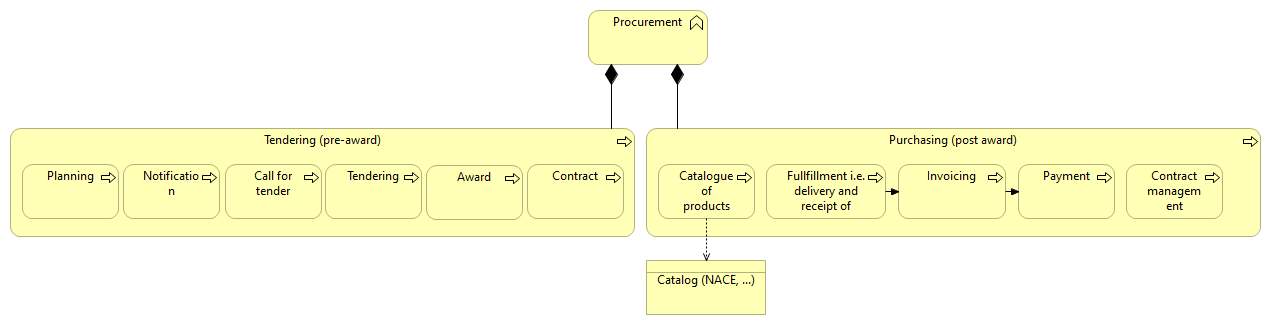 Procurement
Tendering (pre-award)
Planning
Notificatio
n
Call for
tender
Tendering
Award
Contract
Purchasing (post award)
Catalogue
of
products
Fullfillment i.e.
delivery and
receipt of
Invoicing
Payment
Contract
managem
ent
Catalog (NACE, ...)